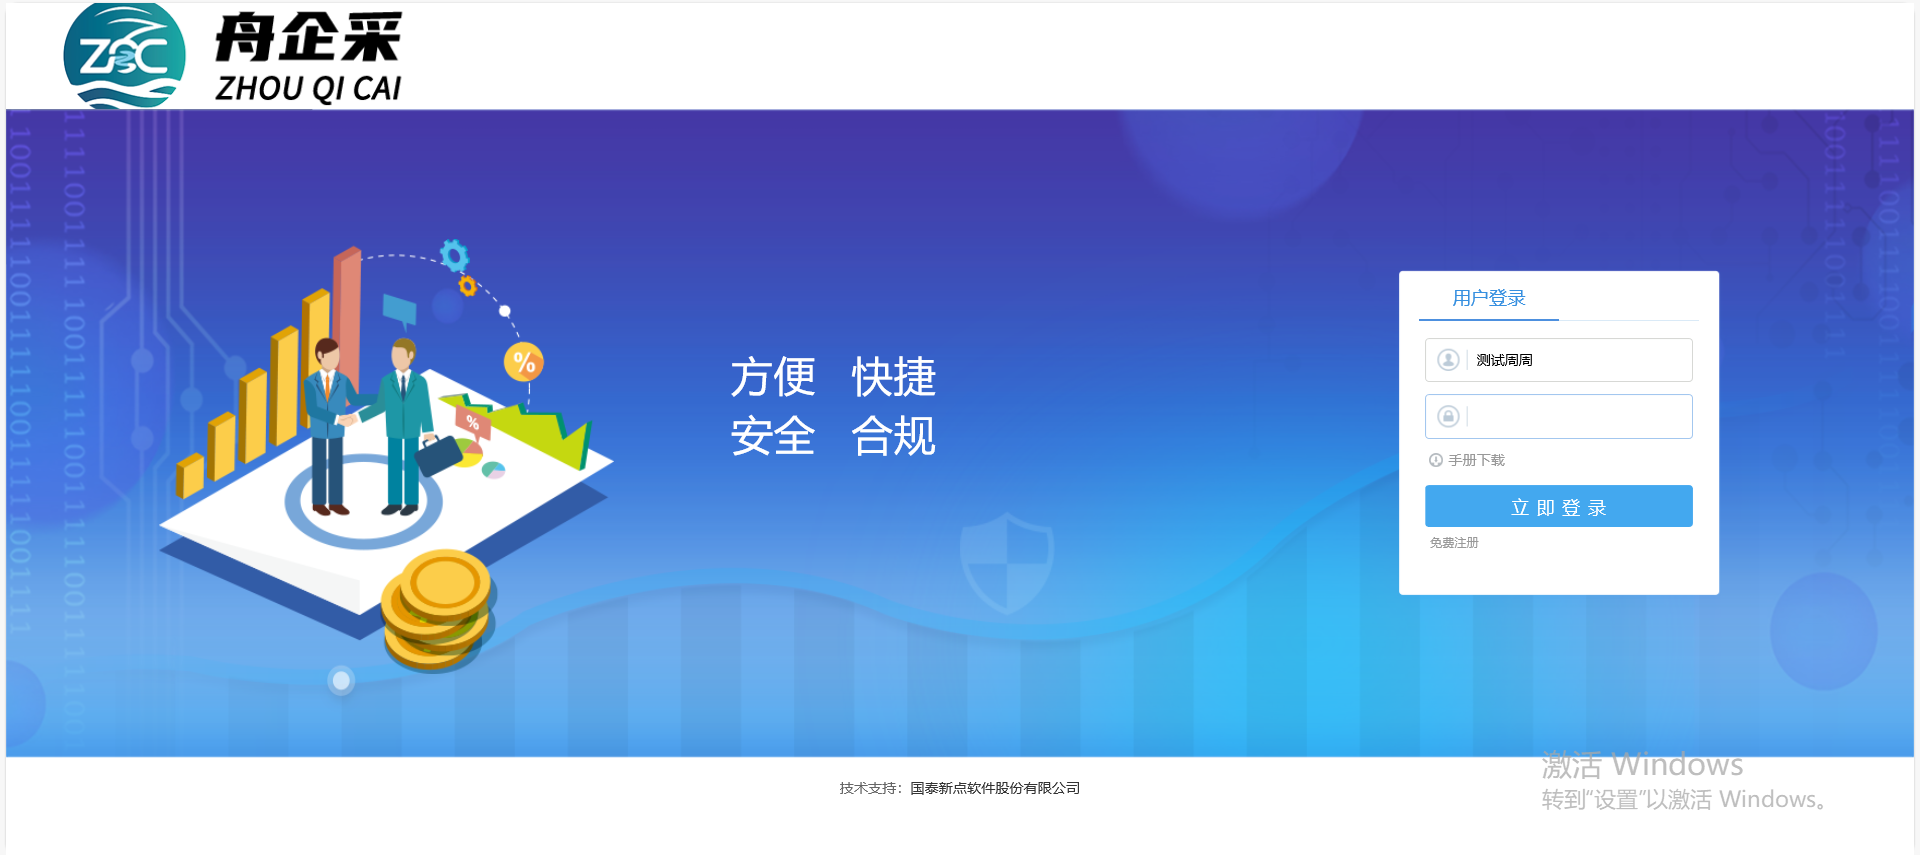 ZSC
舟企采
ZHOU QI CAI
方便 快捷
安全 合规
%
%
用户登录
测试周周
手册下载
立即登录
免费注册
技术支持：国泰新点软件股份有限公司
激活 Windows
转到“设置”以激活 Windows。